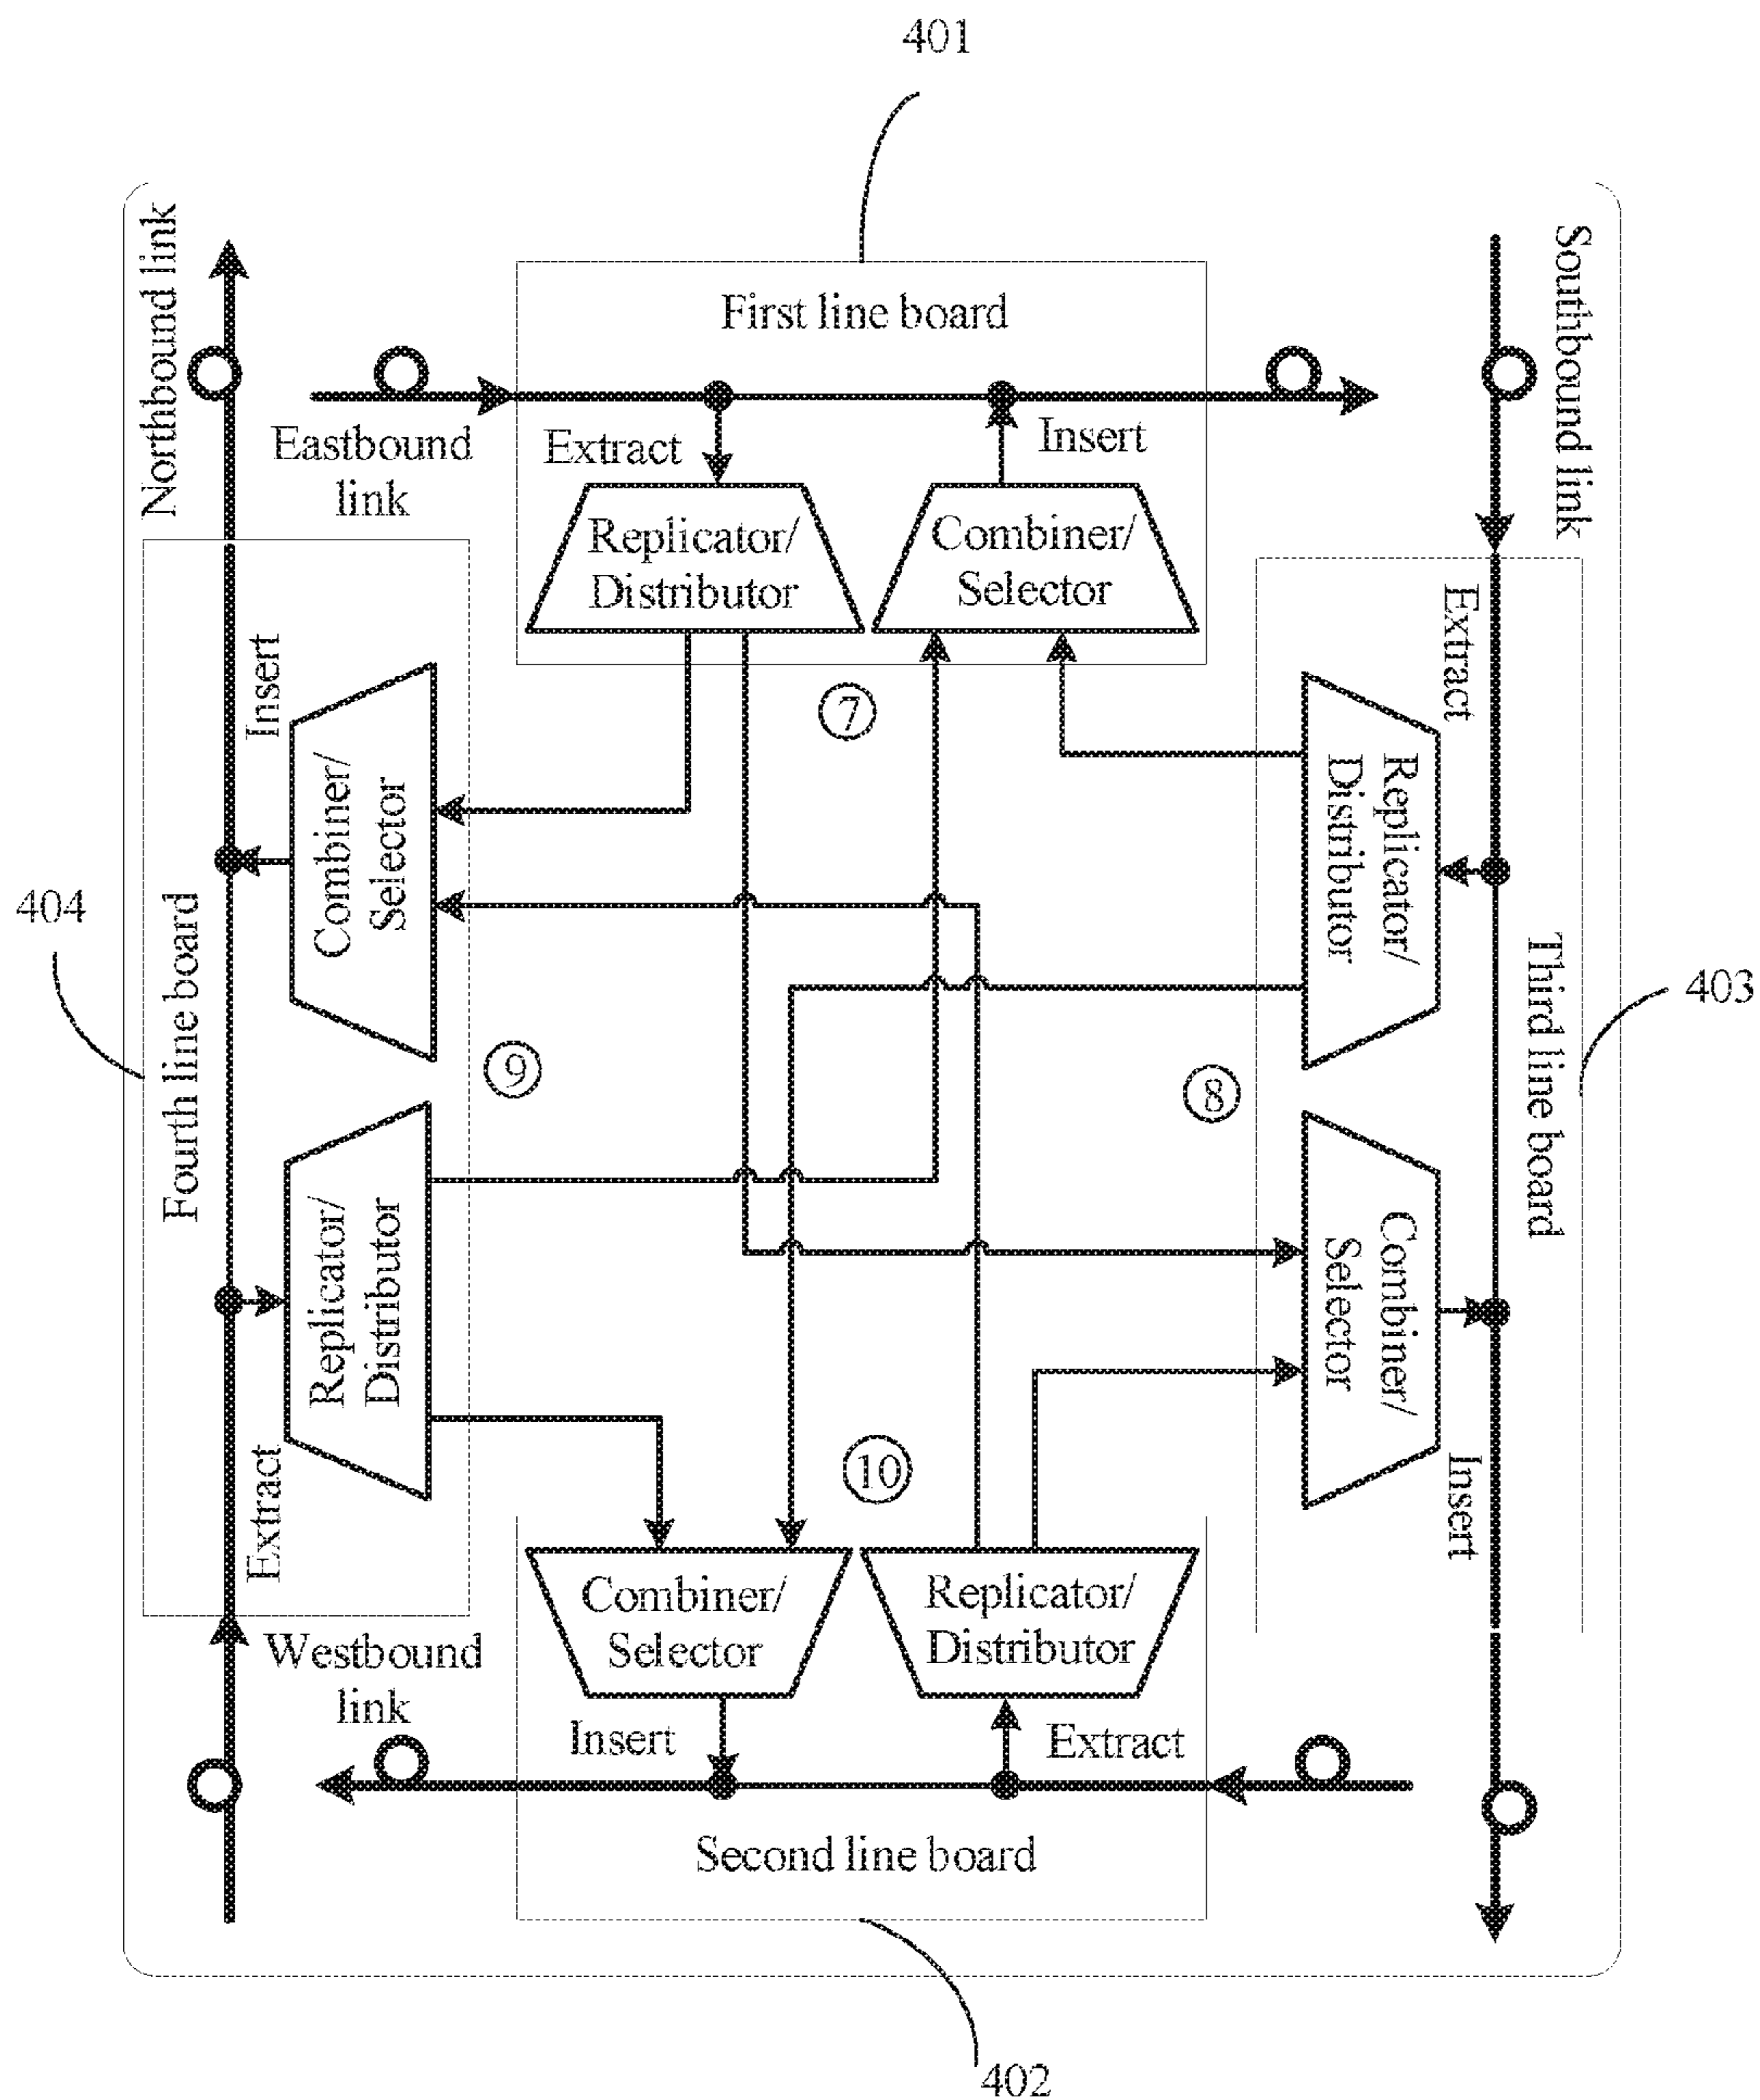 401
Northbound link
Southbound link
First line board
Eastbound
link
Extract
Insert
Replicator/
Distributor
Combiner/
Selector
Extract
Insert
⑦
Combiner/
Selector
Replicator/
Distributor
404
Fourth line board
Third line board
403
⑨
⑧
Replicator/
Distributor
Combiner/
Selector
Extract
Insert
⑩
Combiner/
Selector
Replicator/
Distributor
Westbound
link
Insert
Extract
Second line board
402